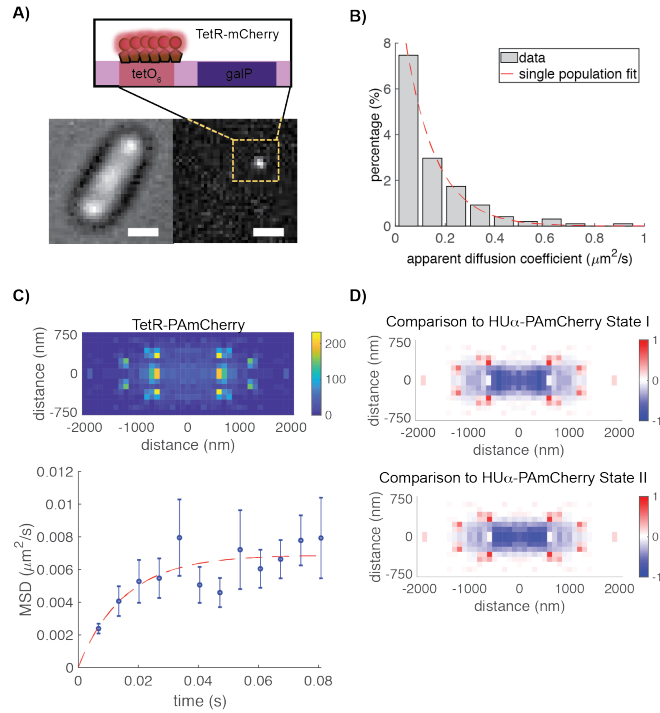 A)
TetR-mCherry
tetO6
galP
B)
8
6
4
2
0
percentage (%)
data
single population fit
0 0.2 0.4 0.6 0.8 1
apparent diffusion coefficient (μm²/s)
C)
TetR-PAmCherry
750
0
-750
distance (nm)
200
100
0
-2000 -1000 0 1000 2000
distance (nm)
0.012
0.01
0.008
0.006
0.004
0.002
0
MSD (μm²/s)
0 0.02 0.04 0.06 0.08
time (s)
D)
Comparison to HUα-PAmCherry State I
750
0
-750
distance (nm)
1
0
-1
-2000 -1000 0 1000 2000
distance (nm)
Comparison to HUα-PAmCherry State II
750
0
-750
distance (nm)
1
0
-1
-2000 -1000 0 1000 2000
distance (nm)